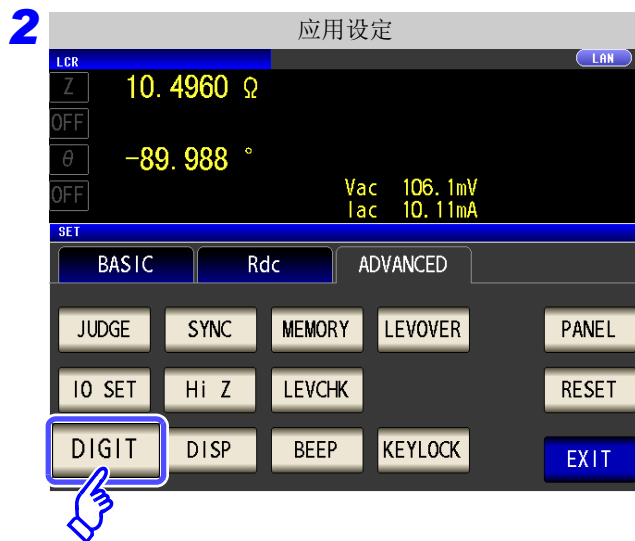 2
应用设定
LCR LAN
Z 10.4960 Ω
OFF
θ -89.988 °
OFF Vac 106.1mV
Iac 10.11mA
SET
BASIC Rdc ADVANCED
JUDGE SYNC MEMORY LEVOVER PANEL
IO SET Hi Z LEVCHK RESET
DIGIT DISP BEEP KEYLOCK EXIT